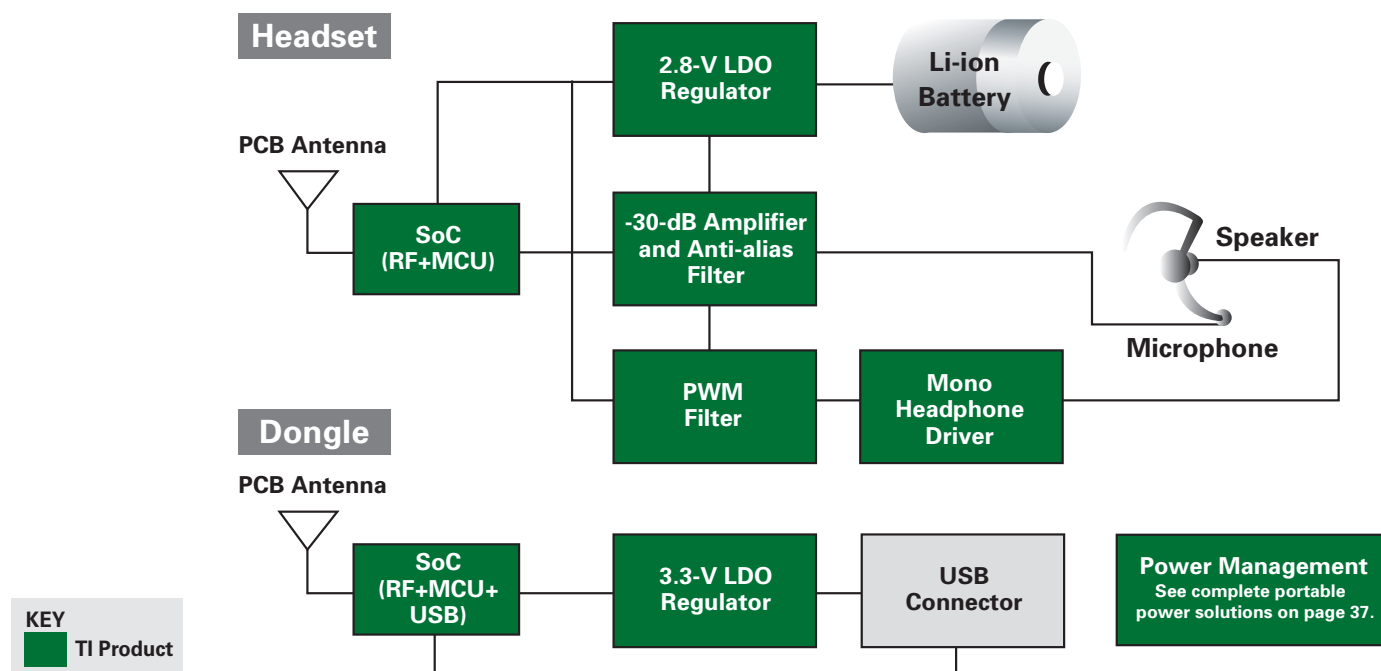 Headset
2.8-V LDO
Regulator
Li-ion
Battery
PCB Antenna
SoC
(RF+MCU)
-30-dB Amplifier
and Anti-alias
Filter
Speaker
Microphone
PWM
Filter
Mono
Headphone
Driver
Dongle
PCB Antenna
SoC
(RF+MCU+
USB)
3.3-V LDO
Regulator
USB
Connector
Power Management
See complete portable
power solutions on page 37.
KEY
TI Product